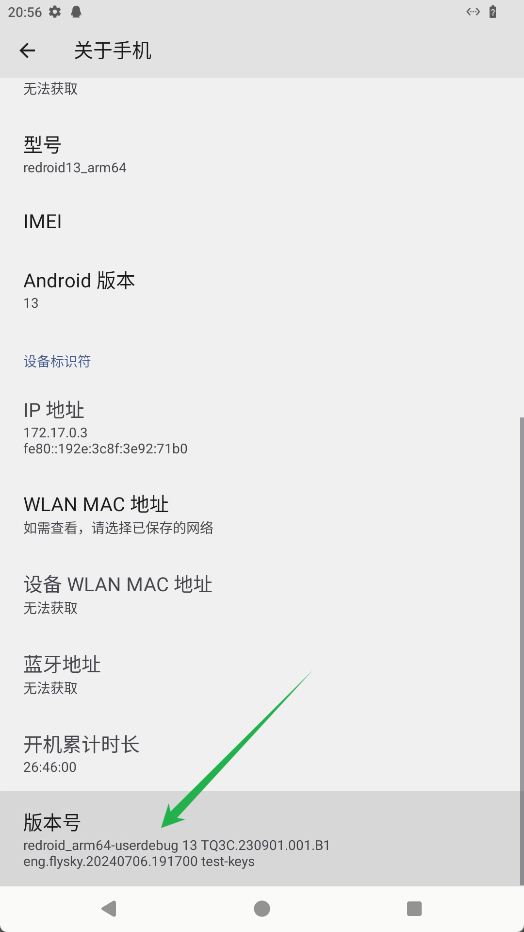 20:56
关于手机
无法获取
型号
redroid13_arm64
IMEI
Android 版本
13
设备标识符
IP 地址
172.17.0.3
fe80::192e:3c8f:3e92:71b0
WLAN MAC 地址
如需查看，请选择已保存的网络
设备 WLAN MAC 地址
无法获取
蓝牙地址
无法获取
开机累计时长
26:46:00
版本号
redroid_arm64-userdebug 13 TQ3C.230901.001.B1
eng.flysky.20240706.191700 test-keys